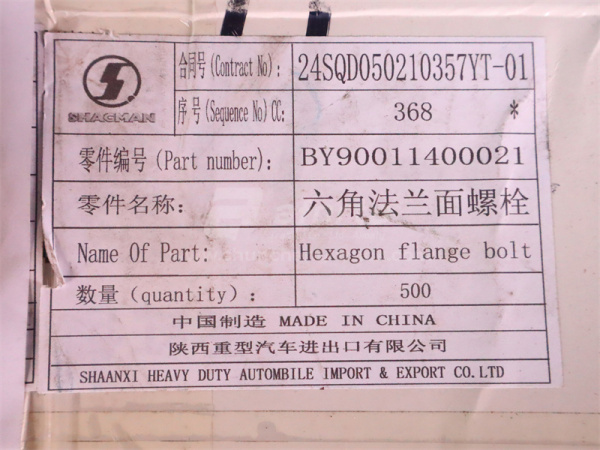 SHACMAN
合同号(Contract No): 24SQD050210357YT-01
序号(Sequence No)CC: 368 *
零件编号(Part number): BY90011400021
零件名称: 六角法兰面螺栓
Name Of Part: Hexagon flange bolt
数量(quantity): 500
中国制造 MADE IN CHINA
陕西重型汽车进出口有限公司
SHAANXI HEAVY DUTY AUTOMBILE IMPORT & EXPORT CO.LTD